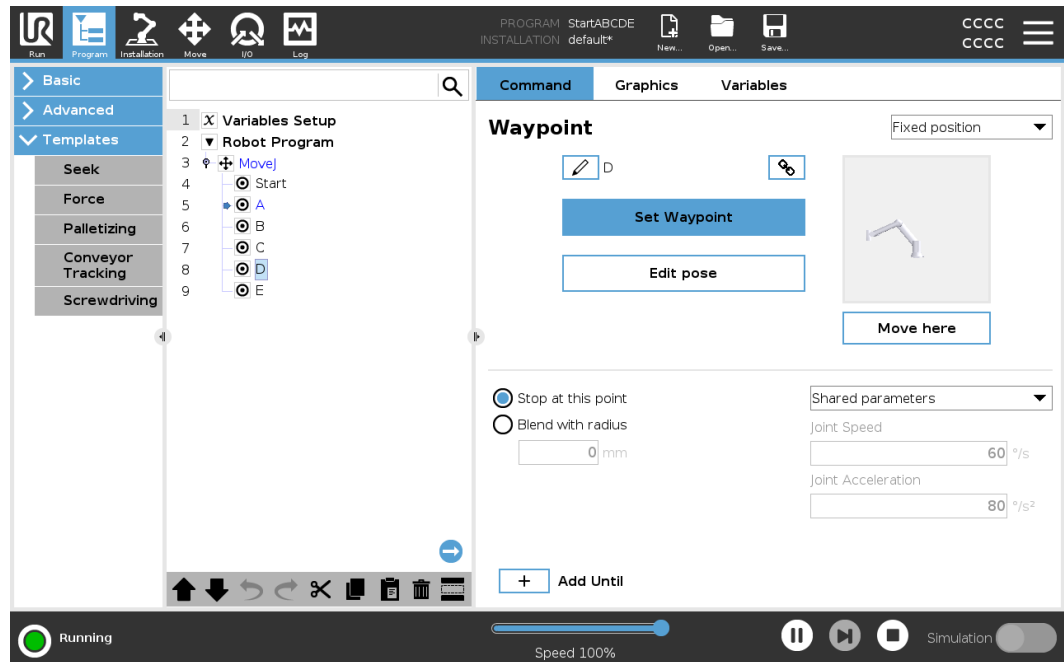 UR
PROGRAM StartABCDE
INSTALLATION default*
CCCC
CCCC
Run Program Installation Move I/O Log New... Open... Save...
Basic
Advanced
Templates
Seek
Force
Palletizing
Conveyor
Tracking
Screwdriving
1 X Variables Setup
2 Robot Program
3 MoveJ
4 Start
5 A
6 B
7 C
8 D
9 E
Command Graphics Variables
Waypoint
Fixed position
D
Set Waypoint
Edit pose
Move here
Stop at this point
Shared parameters
Blend with radius
Joint Speed
0 mm
60 °/s
Joint Acceleration
80 °/s²
+ Add Until
Running
Speed 100%
Simulation